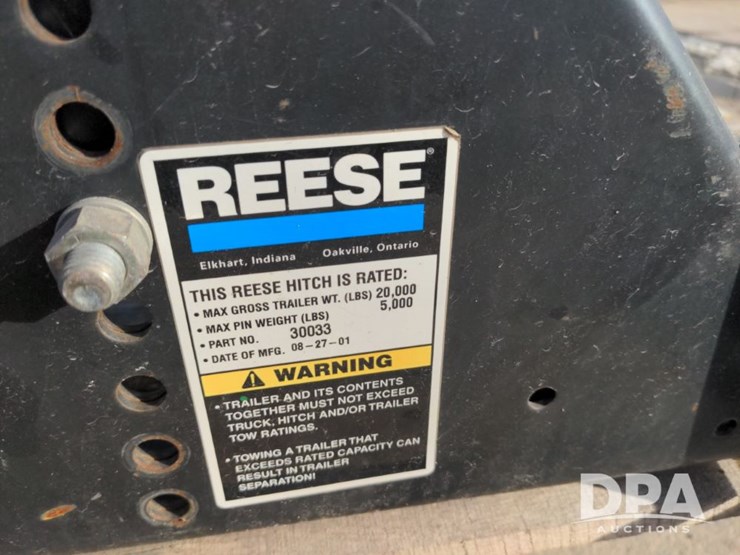 REESE®
Elkhart, Indiana Oakville, Ontario
THIS REESE HITCH IS RATED:
• MAX GROSS TRAILER WT. (LBS) 20,000
• MAX PIN WEIGHT (LBS) 5,000
• PART NO. 30033
• DATE OF MFG. 08-27-01
WARNING
• TRAILER AND ITS CONTENTS
TOGETHER MUST NOT EXCEED
TRUCK, HITCH AND/OR TRAILER
TOW RATINGS.
• TOWING A TRAILER THAT
EXCEEDS RATED CAPACITY CAN
RESULT IN TRAILER
SEPARATION!
DPA
AUCTIONS